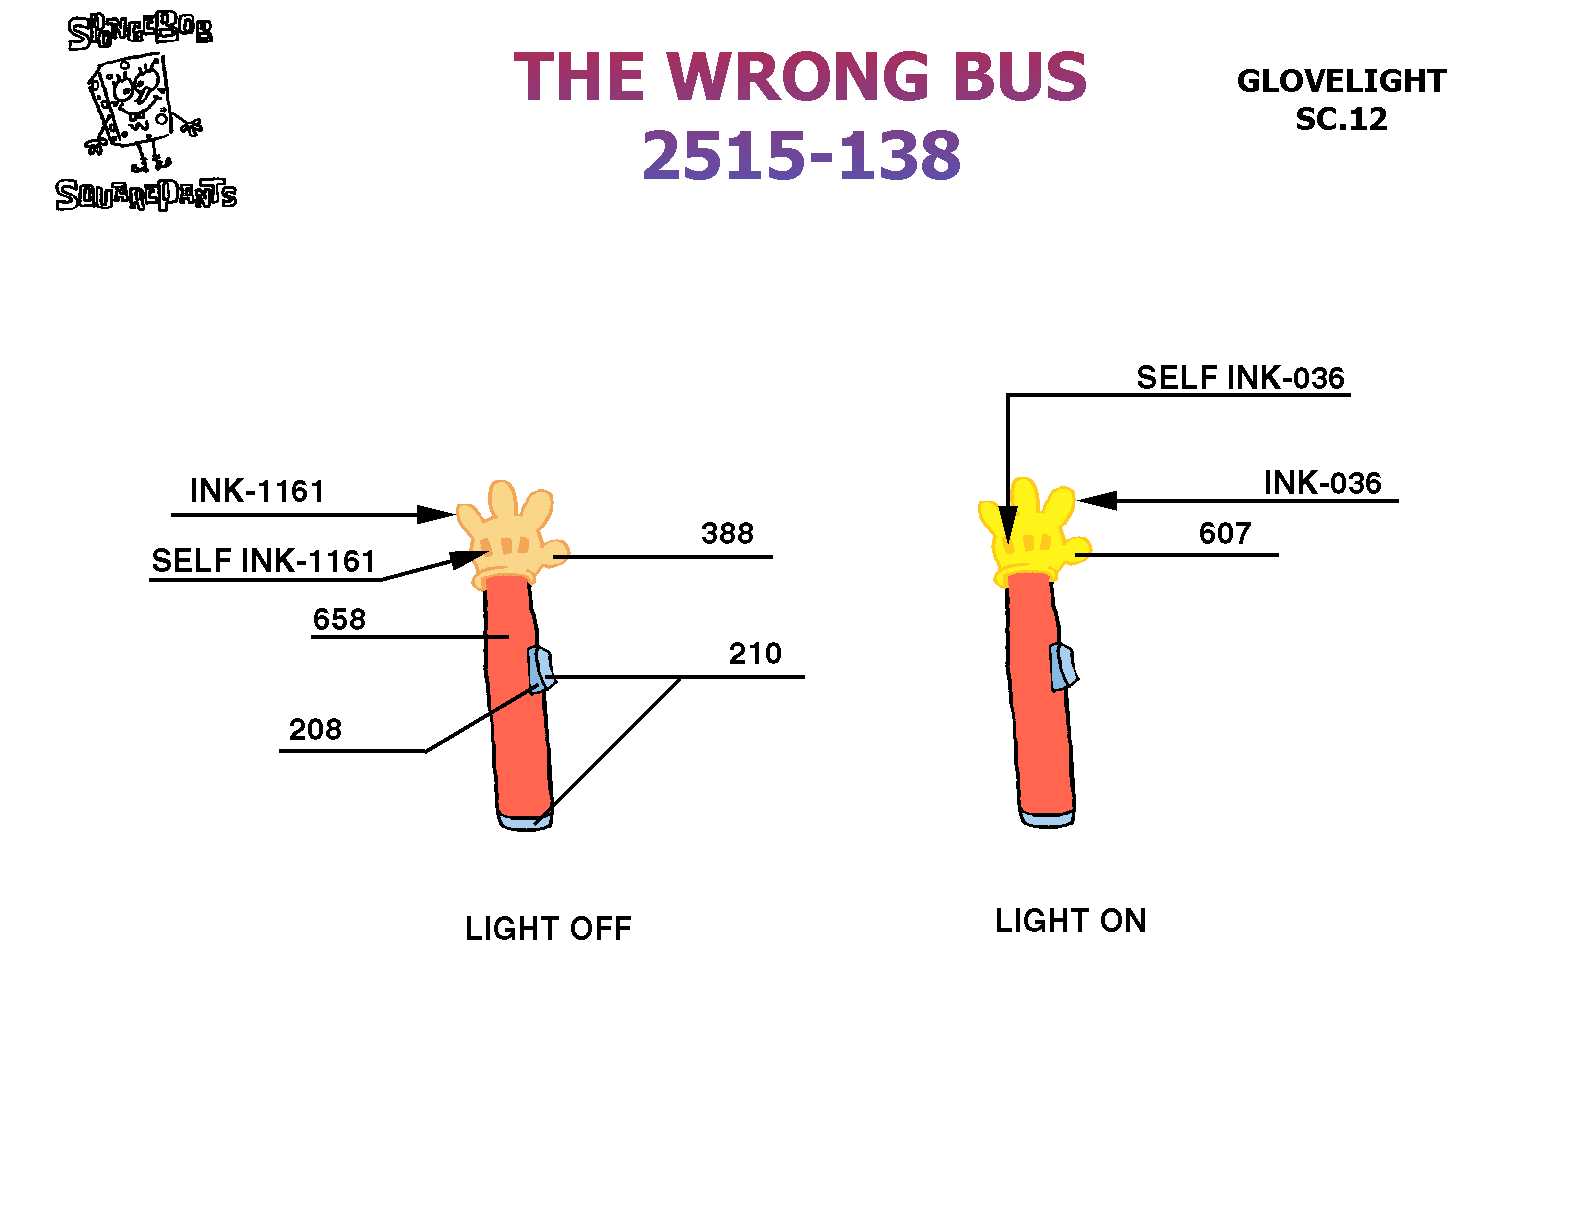 SPONGEBOB
SQUAREPANTS
THE WRONG BUS
2515-138
GLOVELIGHT
SC.12
SELF INK-036
INK-1161
INK-036
388
607
SELF INK-1161
658
210
208
LIGHT OFF
LIGHT ON